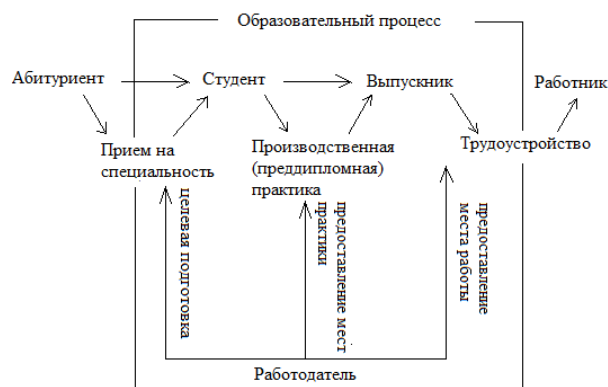 Образовательный процесс
Абитуриент
Студент
Выпускник
Работник
Прием на
специальность
Производственная
(преддипломная)
практика
Трудоустройство
целевая подготовка
предоставление мест
практики
предоставление
места работы
Работодатель